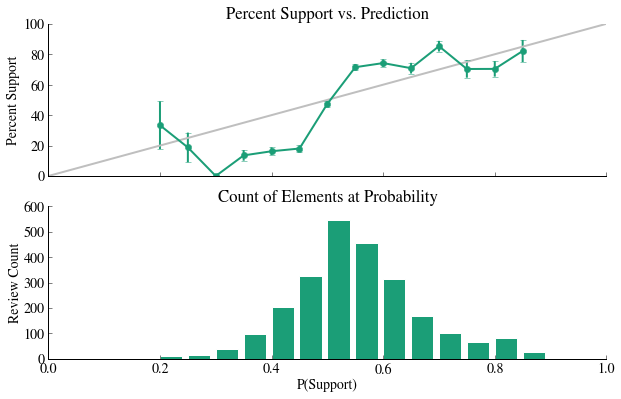 Percent Support vs. Prediction
100
80
60
40
20
0
Percent Support
Count of Elements at Probability
600
500
400
300
200
100
0
Review Count
0.0 0.2 0.4 0.6 0.8 1.0
P(Support)